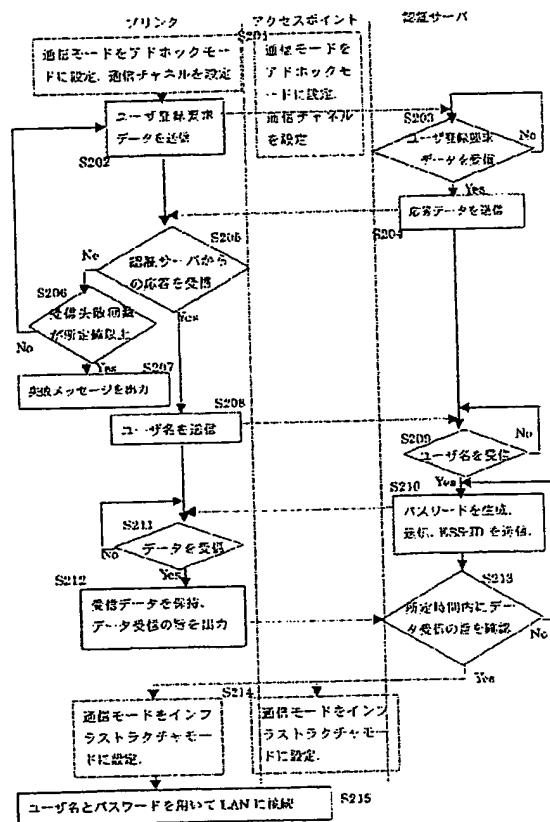 プリンタ
アクセスポイント
認証サーバ
S201
通信モードをアドホックモー
ドに設定．通信チャネルを設定
通信モードを
アドホックモ
ードに設定．
通信チャネル
を設定
ユーザ登録要求
データを送信
S202
S203
ユーザ登録要求
データを受信
No
Yes
応答データを送信
S204
S205
認証サーバか
らの応答を受信
No
Yes
S206
受信失敗回数
が所定値以上
No
Yes
S207
失敗メッセージを出力
S208
ユーザ名を送信
S209
ユーザ名を受信
No
Yes
S210
パスワードを生成．
送信．ESS-IDを送信．
S211
データを受信
No
Yes
S212
受信データを保持、
データ受信の旨を出力
S213
所定時間内にデー
タ受信の旨を確認
No
Yes
S214
通信モードをインフ
ラストラクチャモー
ドに設定．
通信モードをインフ
ラストラクチャモー
ドに設定．
ユーザ名とパスワードを用いて LAN に接続
S215